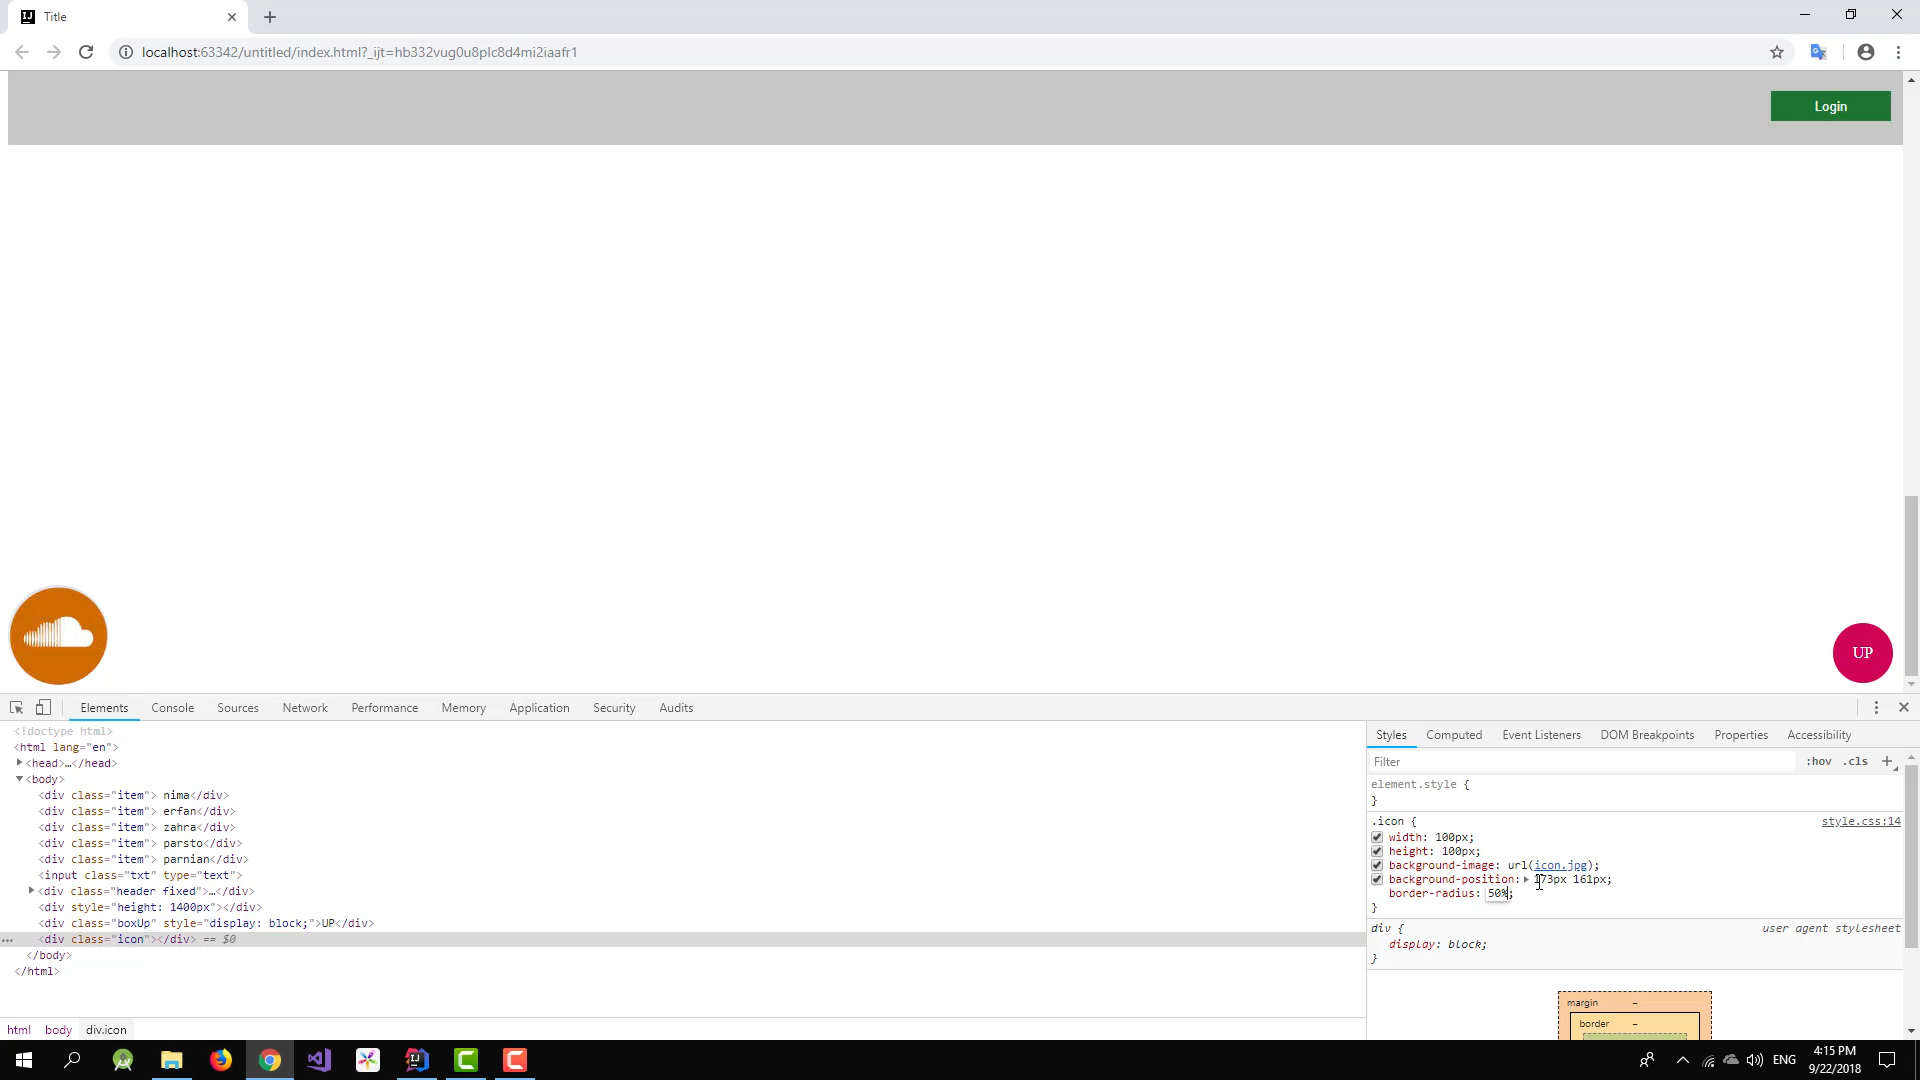 Title
localhost:63342/untitled/index.html?_ijt=hb332vug0u8plc8d4mi2iaafr1
Login
UP
Elements Console Sources Network Performance Memory Application Security Audits
<!doctype html>
<html lang="en">
<head>…</head>
<body>
<div class="item"> nima</div>
<div class="item"> erfan</div>
<div class="item"> zahra</div>
<div class="item"> parsto</div>
<div class="item"> parnian</div>
<input class="txt" type="text">
<div class="header fixed">…</div>
<div style="height: 1400px"></div>
<div class="boxUp" style="display: block;">UP</div>
<div class="icon"></div> == $0
</body>
</html>
html body div.icon
Styles Computed Event Listeners DOM Breakpoints Properties Accessibility
Filter :hov .cls +
element.style {
}
.icon { style.css:14
width: 100px;
height: 100px;
background-image: url(icon.jpg);
background-position: 173px 161px;
border-radius: 50%;
}
div { user agent stylesheet
display: block;
}
margin -
border -
ENG
4:15 PM
9/22/2018